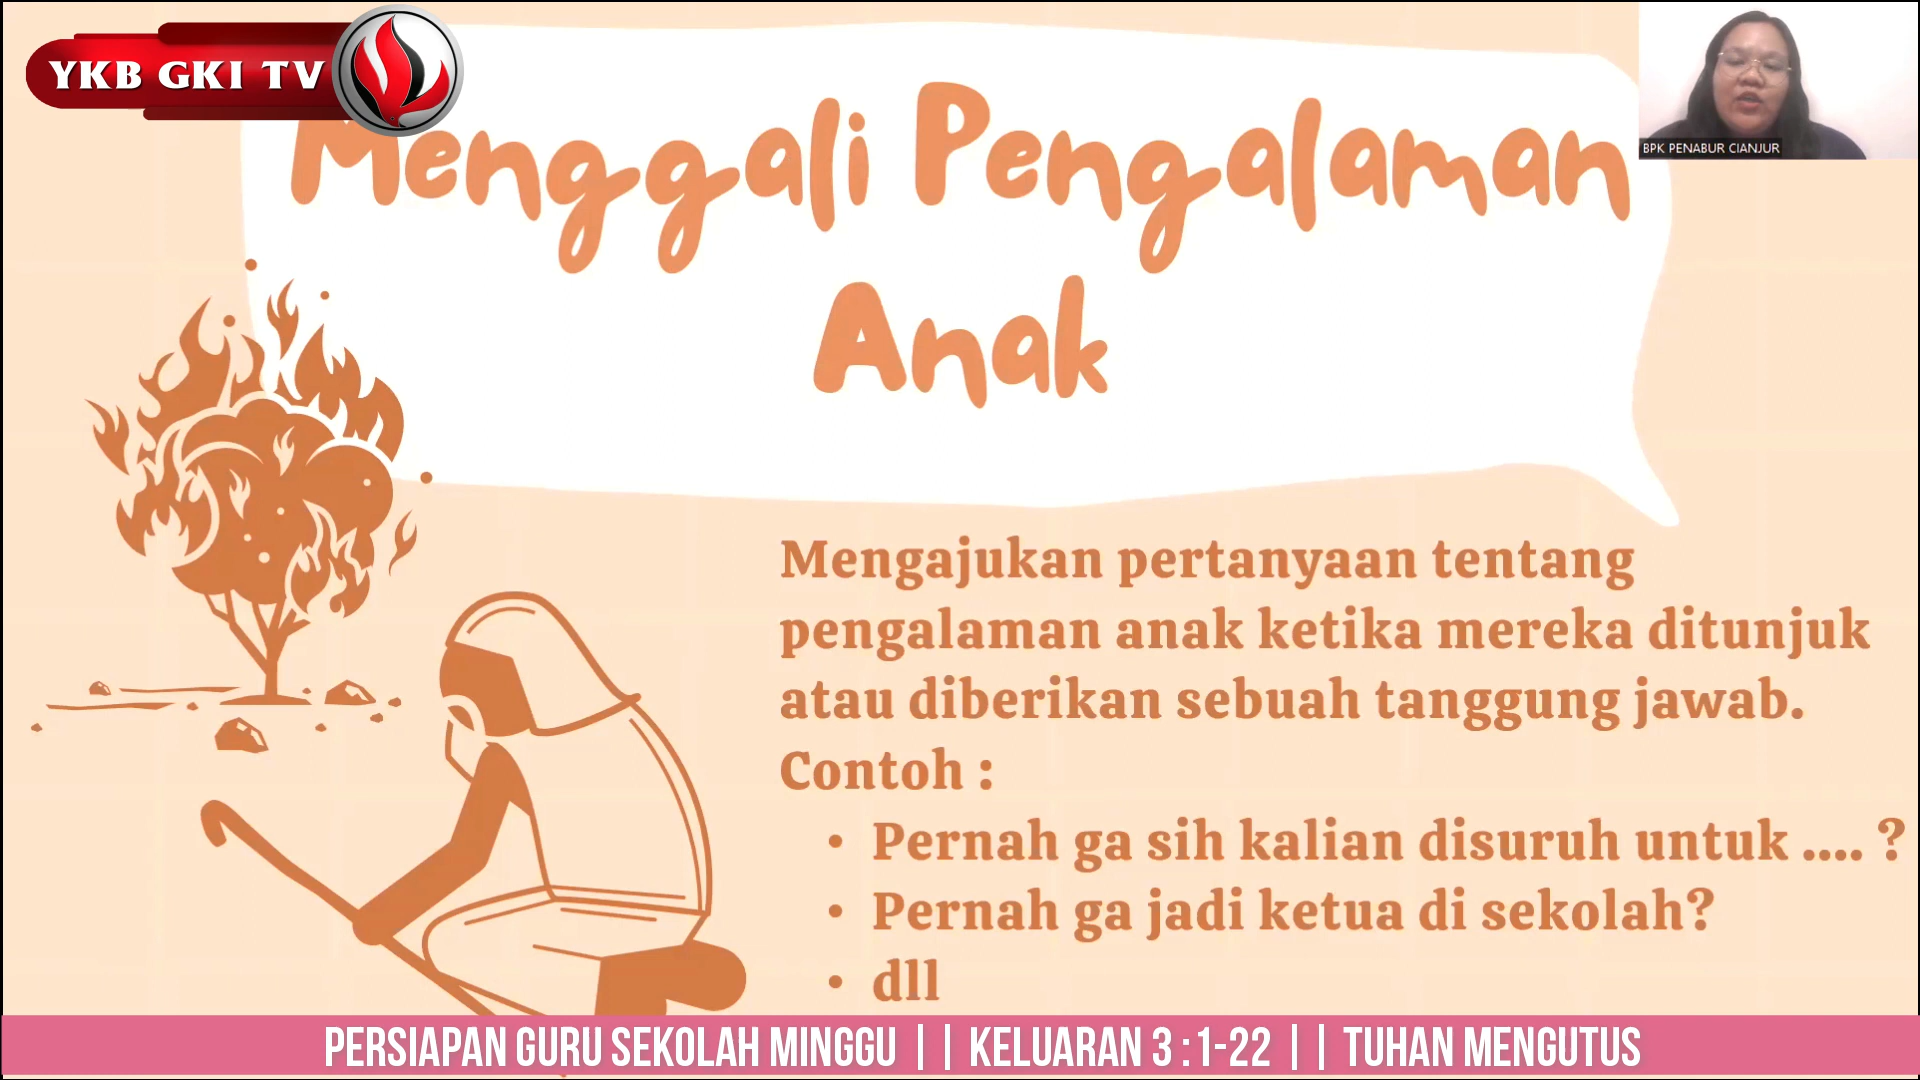 YKB GKI TV
BPK PENABUR CIANJUR
Menggali Pengalaman
Anak
Mengajukan pertanyaan tentang
pengalaman anak ketika mereka ditunjuk
atau diberikan sebuah tanggung jawab.
Contoh :
• Pernah ga sih kalian disuruh untuk .... ?
• Pernah ga jadi ketua di sekolah?
• dll
PERSIAPAN GURU SEKOLAH MINGGU || KELUARAN 3 :1-22 || TUHAN MENGUTUS